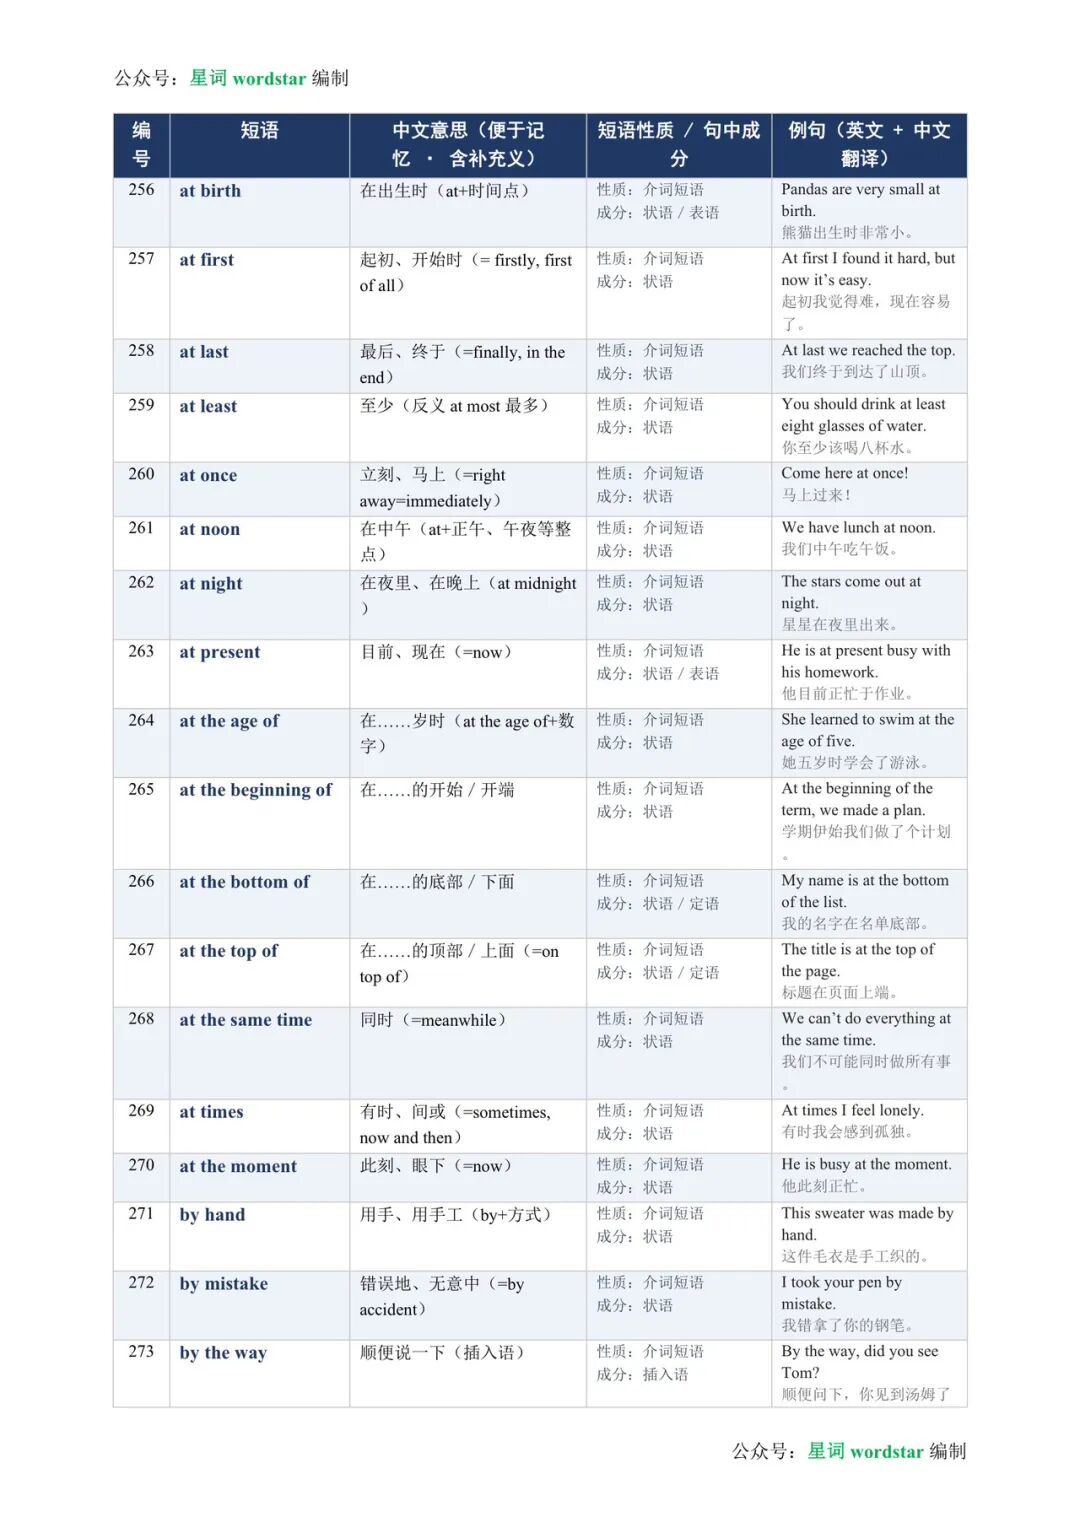 公众号：星词 wordstar 编制
编号 短语 中文意思（便于记忆 · 含补充义） 短语性质 / 句中成分 例句（英文 + 中文翻译）
256 at birth 在出生时（at+时间点） 性质：介词短语 成分：状语 / 表语 Pandas are very small at birth. 熊猫出生时非常小。
257 at first 起初、开始时（= firstly, first of all） 性质：介词短语 成分：状语 At first I found it hard, but now it’s easy. 起初我觉得难，现在容易了。
258 at last 最后、终于（=finally, in the end） 性质：介词短语 成分：状语 At last we reached the top. 我们终于到达了山顶。
259 at least 至少（反义 at most 最多） 性质：介词短语 成分：状语 You should drink at least eight glasses of water. 你至少该喝八杯水。
260 at once 立刻、马上（=right away=immediately） 性质：介词短语 成分：状语 Come here at once! 马上过来！
261 at noon 在中午（at+正午、午夜等整点） 性质：介词短语 成分：状语 We have lunch at noon. 我们中午吃午饭。
262 at night 在夜里、在晚上（at midnight） 性质：介词短语 成分：状语 The stars come out at night. 星星在夜里出来。
263 at present 目前、现在（=now） 性质：介词短语 成分：状语 / 表语 He is at present busy with his homework. 他目前正忙于作业。
264 at the age of 在……岁时（at the age of+数字） 性质：介词短语 成分：状语 She learned to swim at the age of five. 她五岁时学会了游泳。
265 at the beginning of 在……的开始 / 开端 性质：介词短语 成分：状语 At the beginning of the term, we made a plan. 学期伊始我们做了个计划。
266 at the bottom of 在……的底部 / 下面 性质：介词短语 成分：状语 / 定语 My name is at the bottom of the list. 我的名字在名单底部。
267 at the top of 在……的顶部 / 上面（=on top of） 性质：介词短语 成分：状语 / 定语 The title is at the top of the page. 标题在页面上端。
268 at the same time 同时（=meanwhile） 性质：介词短语 成分：状语 We can’t do everything at the same time. 我们不可能同时做所有事。
269 at times 有时、间或（=sometimes, now and then） 性质：介词短语 成分：状语 At times I feel lonely. 有时我会感到孤独。
270 at the moment 此刻、眼下（=now） 性质：介词短语 成分：状语 He is busy at the moment. 他此刻正忙。
271 by hand 用手、用手工（by+方式） 性质：介词短语 成分：状语 This sweater was made by hand. 这件毛衣是手工织的。
272 by mistake 错误地、无意中（=by accident） 性质：介词短语 成分：状语 I took your pen by mistake. 我错拿了你的钢笔。
273 by the way 顺便说一下（插入语） 性质：介词短语 成分：插入语 By the way, did you see Tom? 顺便问下，你见到汤姆了
公众号：星词 wordstar 编制